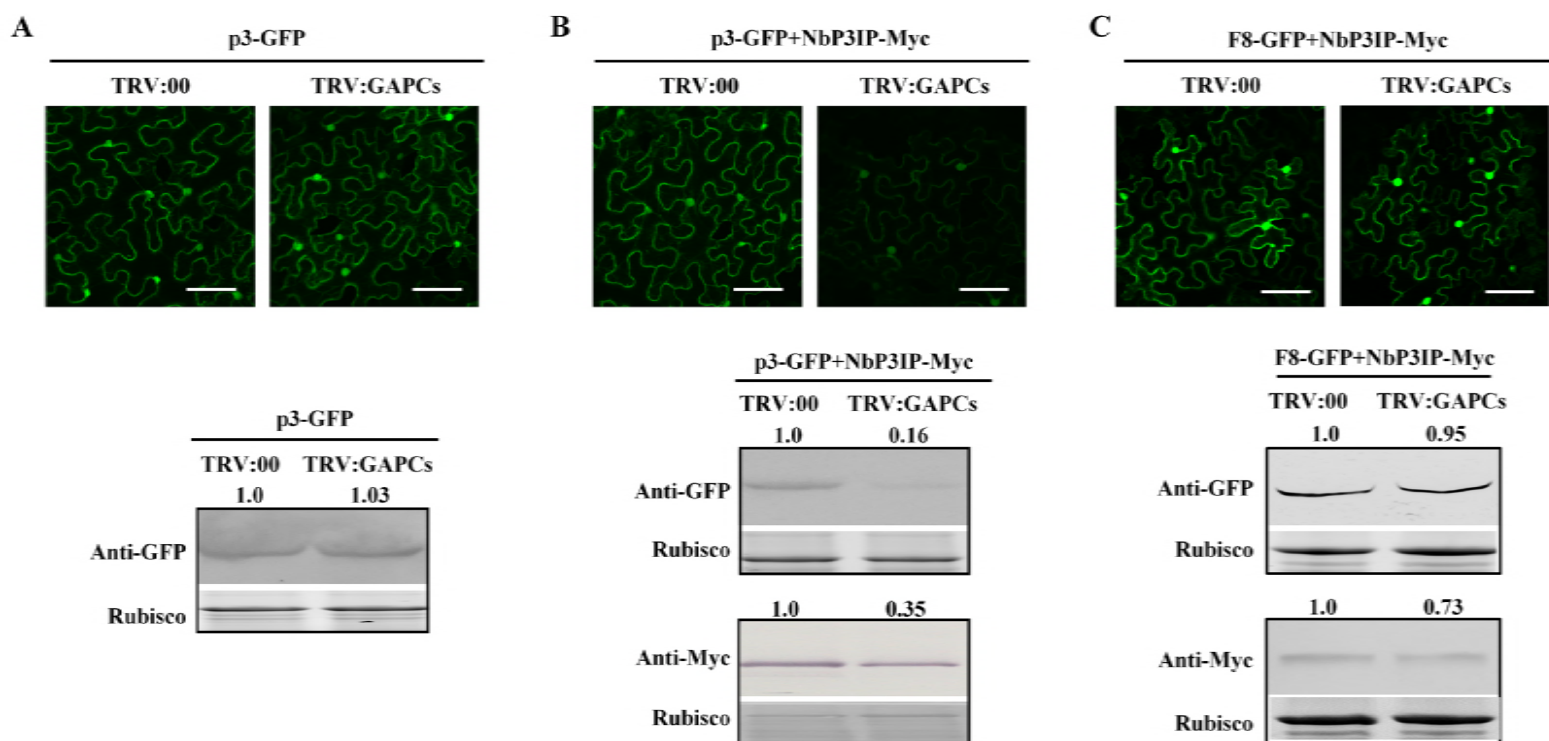 A
p3-GFP
TRV:00 TRV:GAPCs
p3-GFP
TRV:00 TRV:GAPCs
1.0 1.03
Anti-GFP
Rubisco
B
p3-GFP+NbP3IP-Myc
TRV:00 TRV:GAPCs
p3-GFP+NbP3IP-Myc
TRV:00 TRV:GAPCs
1.0 0.16
Anti-GFP
Rubisco
1.0 0.35
Anti-Myc
Rubisco
C
F8-GFP+NbP3IP-Myc
TRV:00 TRV:GAPCs
F8-GFP+NbP3IP-Myc
TRV:00 TRV:GAPCs
1.0 0.95
Anti-GFP
Rubisco
1.0 0.73
Anti-Myc
Rubisco